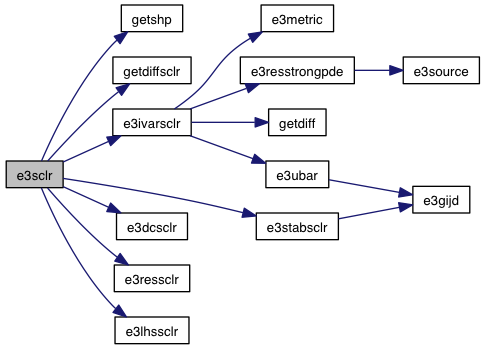 getshp
e3metric
getdiffsclr
e3resstrongpde
e3source
e3ivarsclr
getdiff
e3sclr
e3ubar
e3gijd
e3dcsclr
e3stabsclr
e3ressclr
e3lhssclr